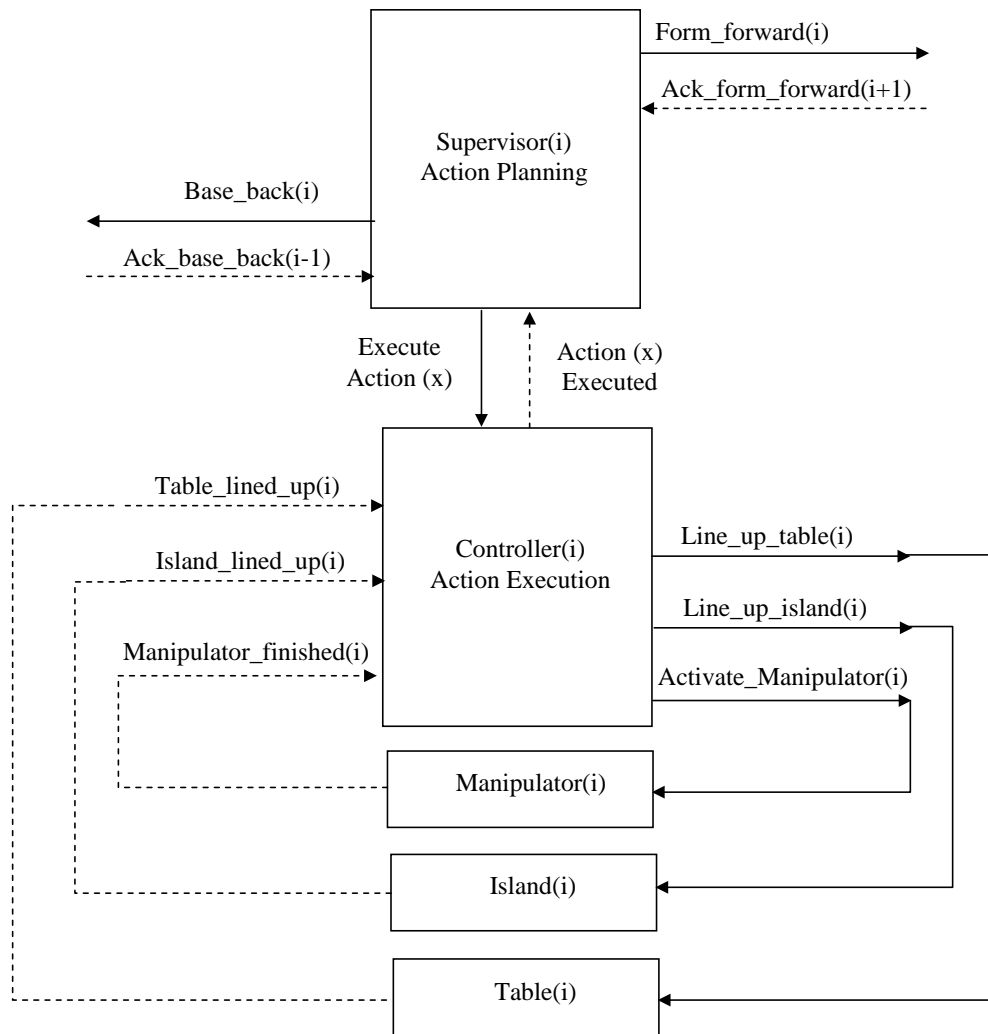 Form_forward(i)
Ack_form_forward(i+1)
Supervisor(i)
Action Planning
Base_back(i)
Ack_base_back(i-1)
Execute
Action (x)
Action (x)
Executed
Table_lined_up(i)
Island_lined_up(i)
Manipulator_finished(i)
Controller(i)
Action Execution
Line_up_table(i)
Line_up_island(i)
Activate_Manipulator(i)
Manipulator(i)
Island(i)
Table(i)